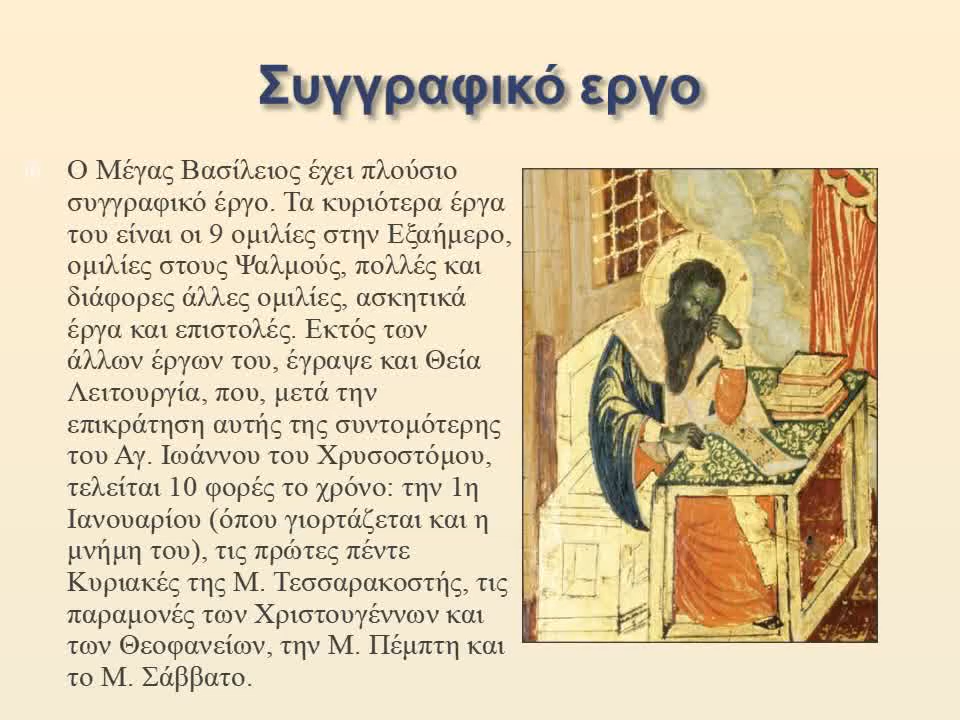 Συγγραφικό εργο
Ο Μέγας Βασίλειος έχει πλούσιο
συγγραφικό έργο. Τα κυριότερα έργα
του είναι οι 9 ομιλίες στην Εξαήμερο,
ομιλίες στους Ψαλμούς, πολλές και
διάφορες άλλες ομιλίες, ασκητικά
έργα και επιστολές. Εκτός των
άλλων έργων του, έγραψε και Θεία
Λειτουργία, που, μετά την
επικράτηση αυτής της συντομότερης
του Αγ. Ιωάννου του Χρυσοστόμου,
τελείται 10 φορές το χρόνο: την 1η
Ιανουαρίου (όπου γιορτάζεται και η
μνήμη του), τις πρώτες πέντε
Κυριακές της Μ. Τεσσαρακοστής, τις
παραμονές των Χριστουγέννων και
των Θεοφανείων, την Μ. Πέμπτη και
το Μ. Σάββατο.